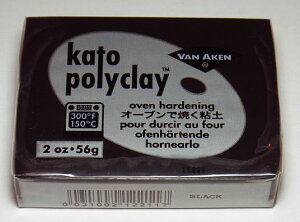 VAN AKEN®
kato
polyclay™
300°F
150°C
oven hardening
オーブンで焼く粘土
pour durcir au four
ofenhärtende
hornearlo
2 oz · 56g
BLACK